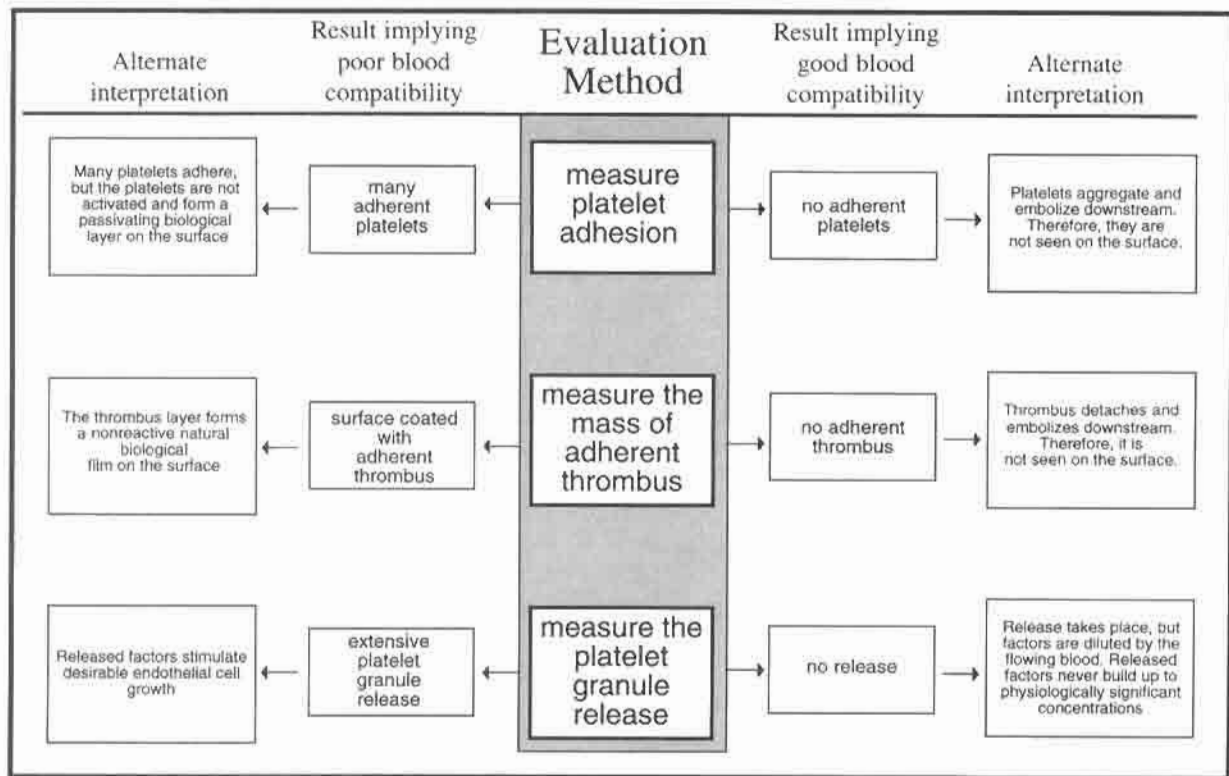 Alternate
interpretation
Result implying
poor blood
compatibility
Evaluation
Method
Result implying
good blood
compatibility
Alternate
interpretation
Many platelets adhere,
but the platelets are not
activated and form a
passivating biological
layer on the surface
many
adherent
platelets
measure
platelet
adhesion
no adherent
platelets
Platelets aggregate and
embolize downstream.
Therefore, they are
not seen on the surface.
The thrombus layer forms
a nonreactive natural
biological
film on the surface
surface coated
with
adherent
thrombus
measure the
mass of
adherent
thrombus
no adherent
thrombus
Thrombus detaches and
embolizes downstream.
Therefore, it is
not seen on the surface.
Released factors stimulate
desirable endothelial cell
growth
extensive
platelet
granule
release
measure the
platelet
granule
release
no release
Release takes place, but
factors are diluted by the
flowing blood. Released
factors never build up to
physiologically significant
concentrations